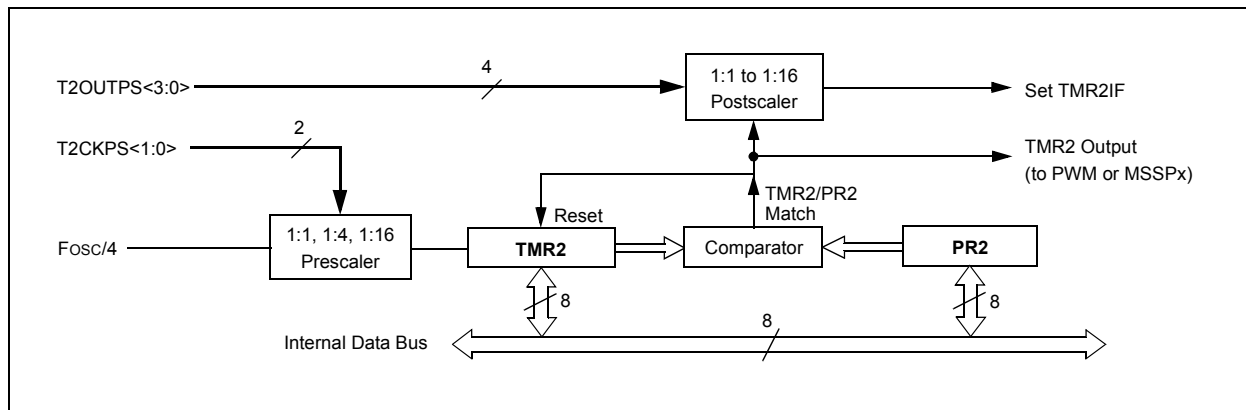 T2OUTPS<3:0>
4
1:1 to 1:16
Postscaler
Set TMR2IF
T2CKPS<1:0>
2
TMR2 Output
(to PWM or MSSPx)
TMR2/PR2
Match
Reset
FOSC/4
1:1, 1:4, 1:16
Prescaler
TMR2
Comparator
PR2
8
8
8
Internal Data Bus